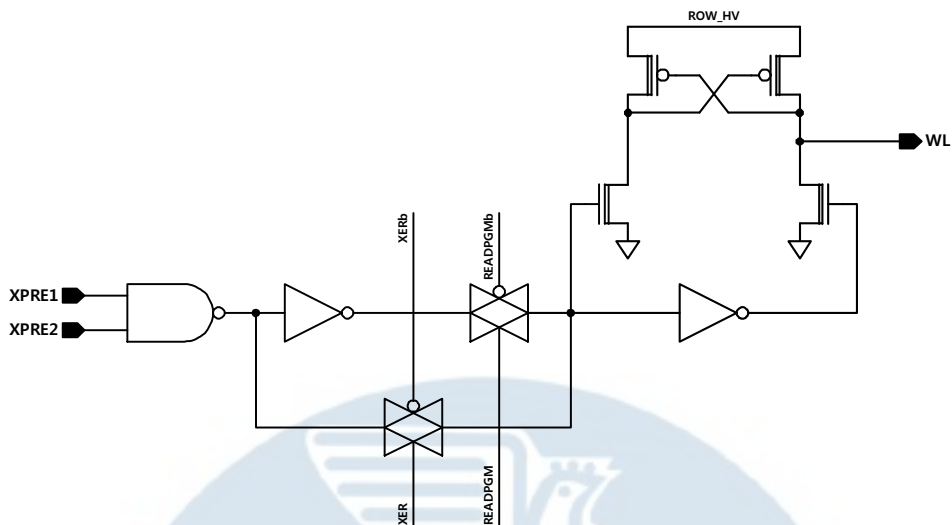 ROW_HV
WL
XERb
READPGMb
XPRE1
XPRE2
XER
READPGM